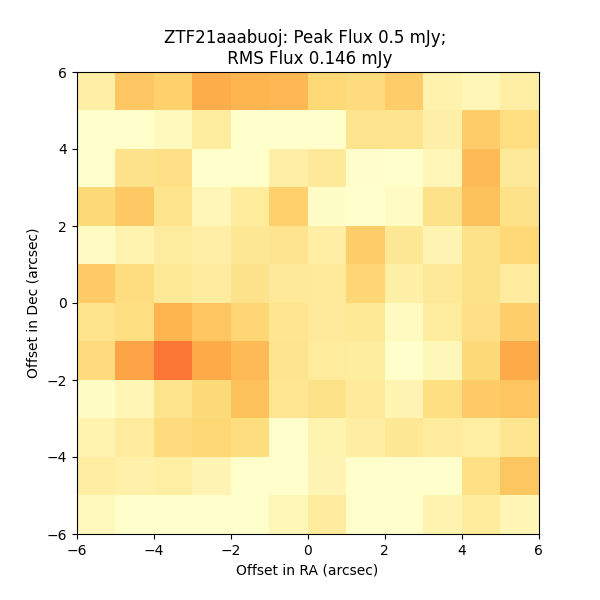 ZTF21aaabuoj: Peak Flux 0.5 mJy;
RMS Flux 0.146 mJy
6
4
2
0
−2
−4
−6
Offset in Dec (arcsec)
−6 −4 −2 0 2 4 6
Offset in RA (arcsec)